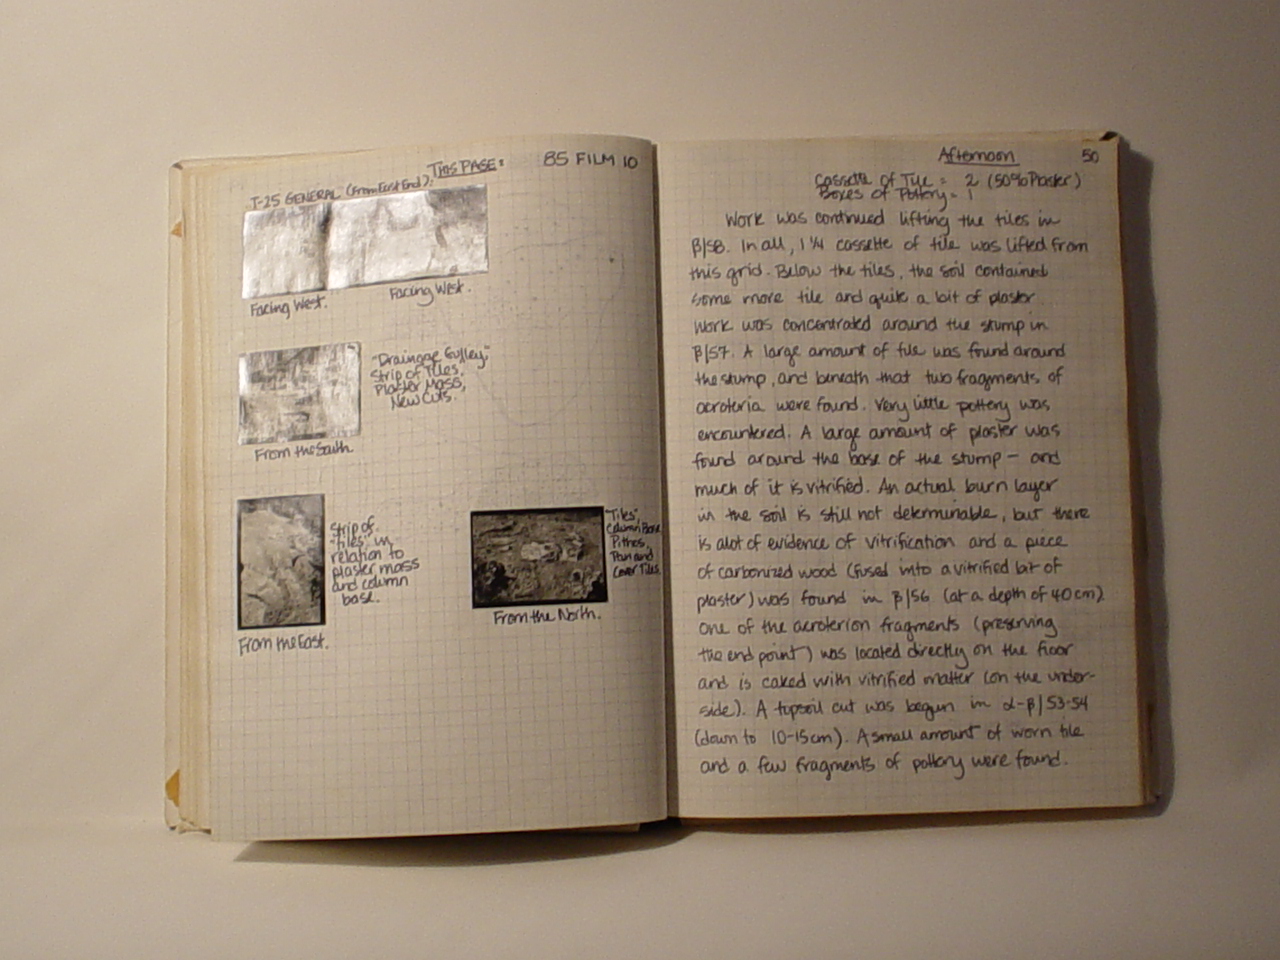 THIS PAGE:
85 FILM 10
T-25 GENERAL (From East End):
Facing West.
Facing West.
"Drainage Gulley,"
Strip of Tiles,
Plaster Mass,
New Cuts.
From the South
Strip of
"tiles" in
relation to
plaster mass
and column
base.
From the East.
"Tiles"
Column Base
Pithos,
Pan and
Cover Tiles.
From the North.
Afternoon
50
Cassette of Tile = 2 (50% Plaster)
Boxes of Pottery = 1
Work was continued lifting the tiles in
β/58. In all, 1 1/4 cassette of tile was lifted from
this grid. Below the tiles, the soil contained
some more tile and quite a bit of plaster
Work was concentrated around the stump in
β/57. A large amount of tile was found around
the stump, and beneath that two fragments of
acroteria were found. Very little pottery was
encountered. A large amount of plaster was
found around the base of the stump — and
much of it is vitrified. An actual burn layer
in the soil is still not determinable, but there
is alot of evidence of vitrification and a piece
of carbonized wood (fused into a vitrified bit of
plaster) was found in β/56 (at a depth of 40cm).
One of the acroterion fragments (preserving
the end point) was located directly on the floor
and is caked with vitrified matter (on the under-
side). A topsoil cut was begun in α-β/53-54
(down to 10-15cm). A small amount of worn tile
and a few fragments of pottery were found.